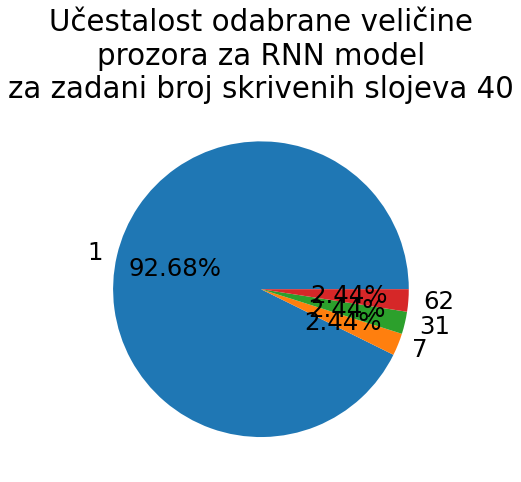 Učestalost odabrane veličine
prozora za RNN model
za zadani broj skrivenih slojeva 40
1
92.68%
2.44%
62
2.44%
31
2.44%
7